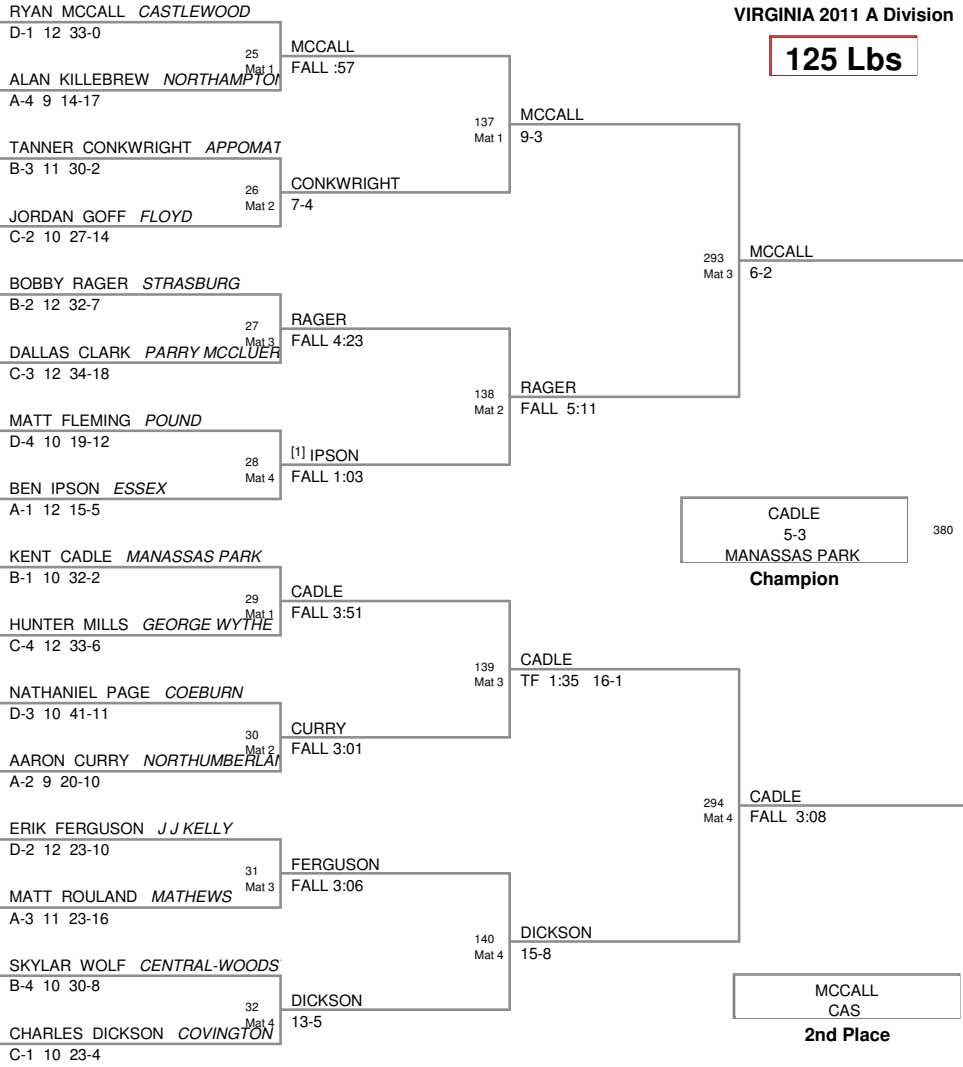 RYAN MCCALL CASTLEWOOD
VIRGINIA 2011 A Division
D-1 12 33-0
125 Lbs
25
Mat 1
MCCALL
FALL :57
ALAN KILLEBREW NORTHAMPTON
A-4 9 14-17
137
Mat 1
MCCALL
9-3
TANNER CONKWRIGHT APPOMAT
B-3 11 30-2
26
Mat 2
CONKWRIGHT
7-4
JORDAN GOFF FLOYD
C-2 10 27-14
293
Mat 3
MCCALL
6-2
BOBBY RAGER STRASBURG
B-2 12 32-7
27
Mat 3
RAGER
FALL 4:23
DALLAS CLARK PARRY MCCLUER
C-3 12 34-18
138
Mat 2
RAGER
FALL 5:11
MATT FLEMING POUND
D-4 10 19-12
28
Mat 4
[1] IPSON
FALL 1:03
BEN IPSON ESSEX
A-1 12 15-5
CADLE
5-3
MANASSAS PARK
380
Champion
KENT CADLE MANASSAS PARK
B-1 10 32-2
29
Mat 1
CADLE
FALL 3:51
HUNTER MILLS GEORGE WYTHE
C-4 12 33-6
139
Mat 3
CADLE
TF 1:35 16-1
NATHANIEL PAGE COEBURN
D-3 10 41-11
30
Mat 2
CURRY
FALL 3:01
AARON CURRY NORTHUMBERLAN
A-2 9 20-10
294
Mat 4
CADLE
FALL 3:08
ERIK FERGUSON J J KELLY
D-2 12 23-10
31
Mat 3
FERGUSON
FALL 3:06
MATT ROULAND MATHEWS
A-3 11 23-16
140
Mat 4
DICKSON
15-8
SKYLAR WOLF CENTRAL-WOODS
B-4 10 30-8
32
Mat 4
DICKSON
13-5
CHARLES DICKSON COVINGTON
C-1 10 23-4
MCCALL
CAS
2nd Place